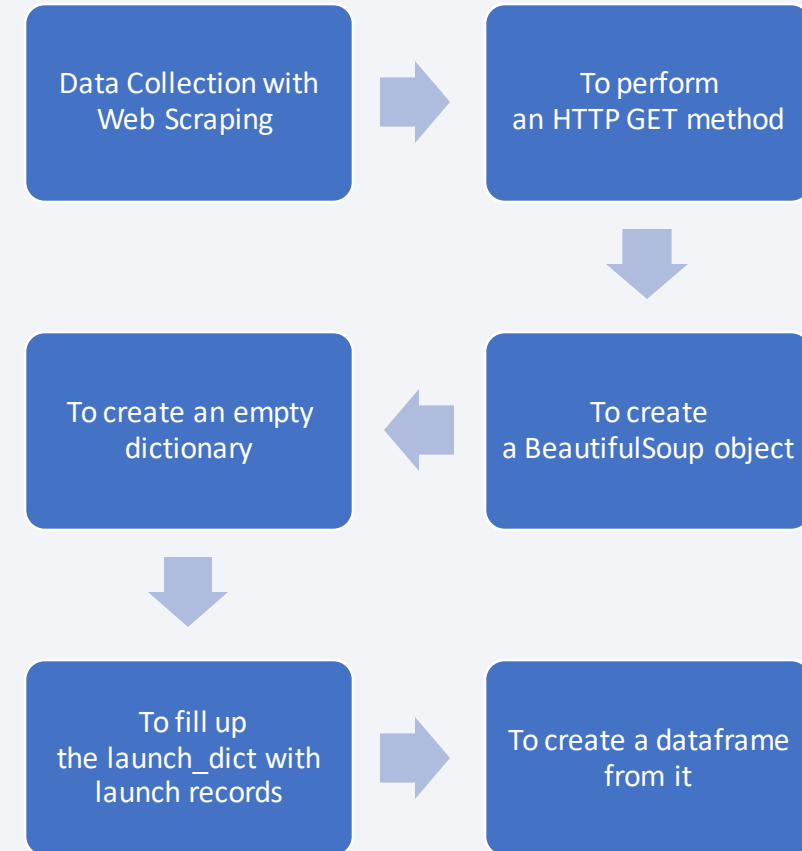 Data Collection with
Web Scraping
To perform
an HTTP GET method
To create
a BeautifulSoup object
To create an empty
dictionary
To fill up
the launch_dict with
launch records
To create a dataframe
from it